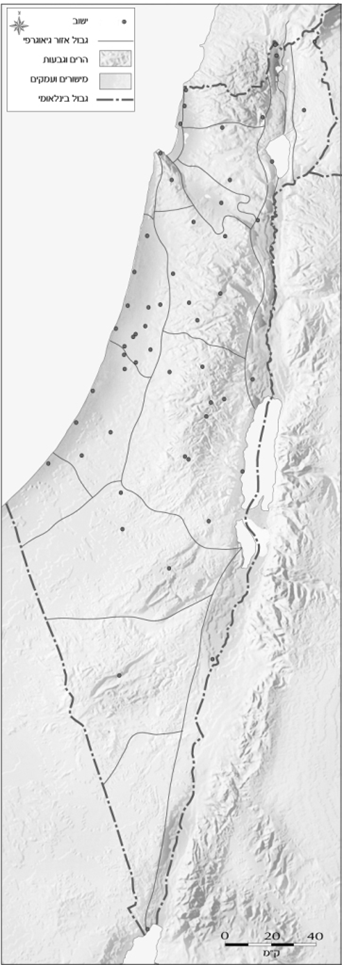 ישוב
גבול אזור גיאוגרפי
הרים וגבעות
מישורים ועמקים
גבול בינלאומי
0 20 40
ק"מ